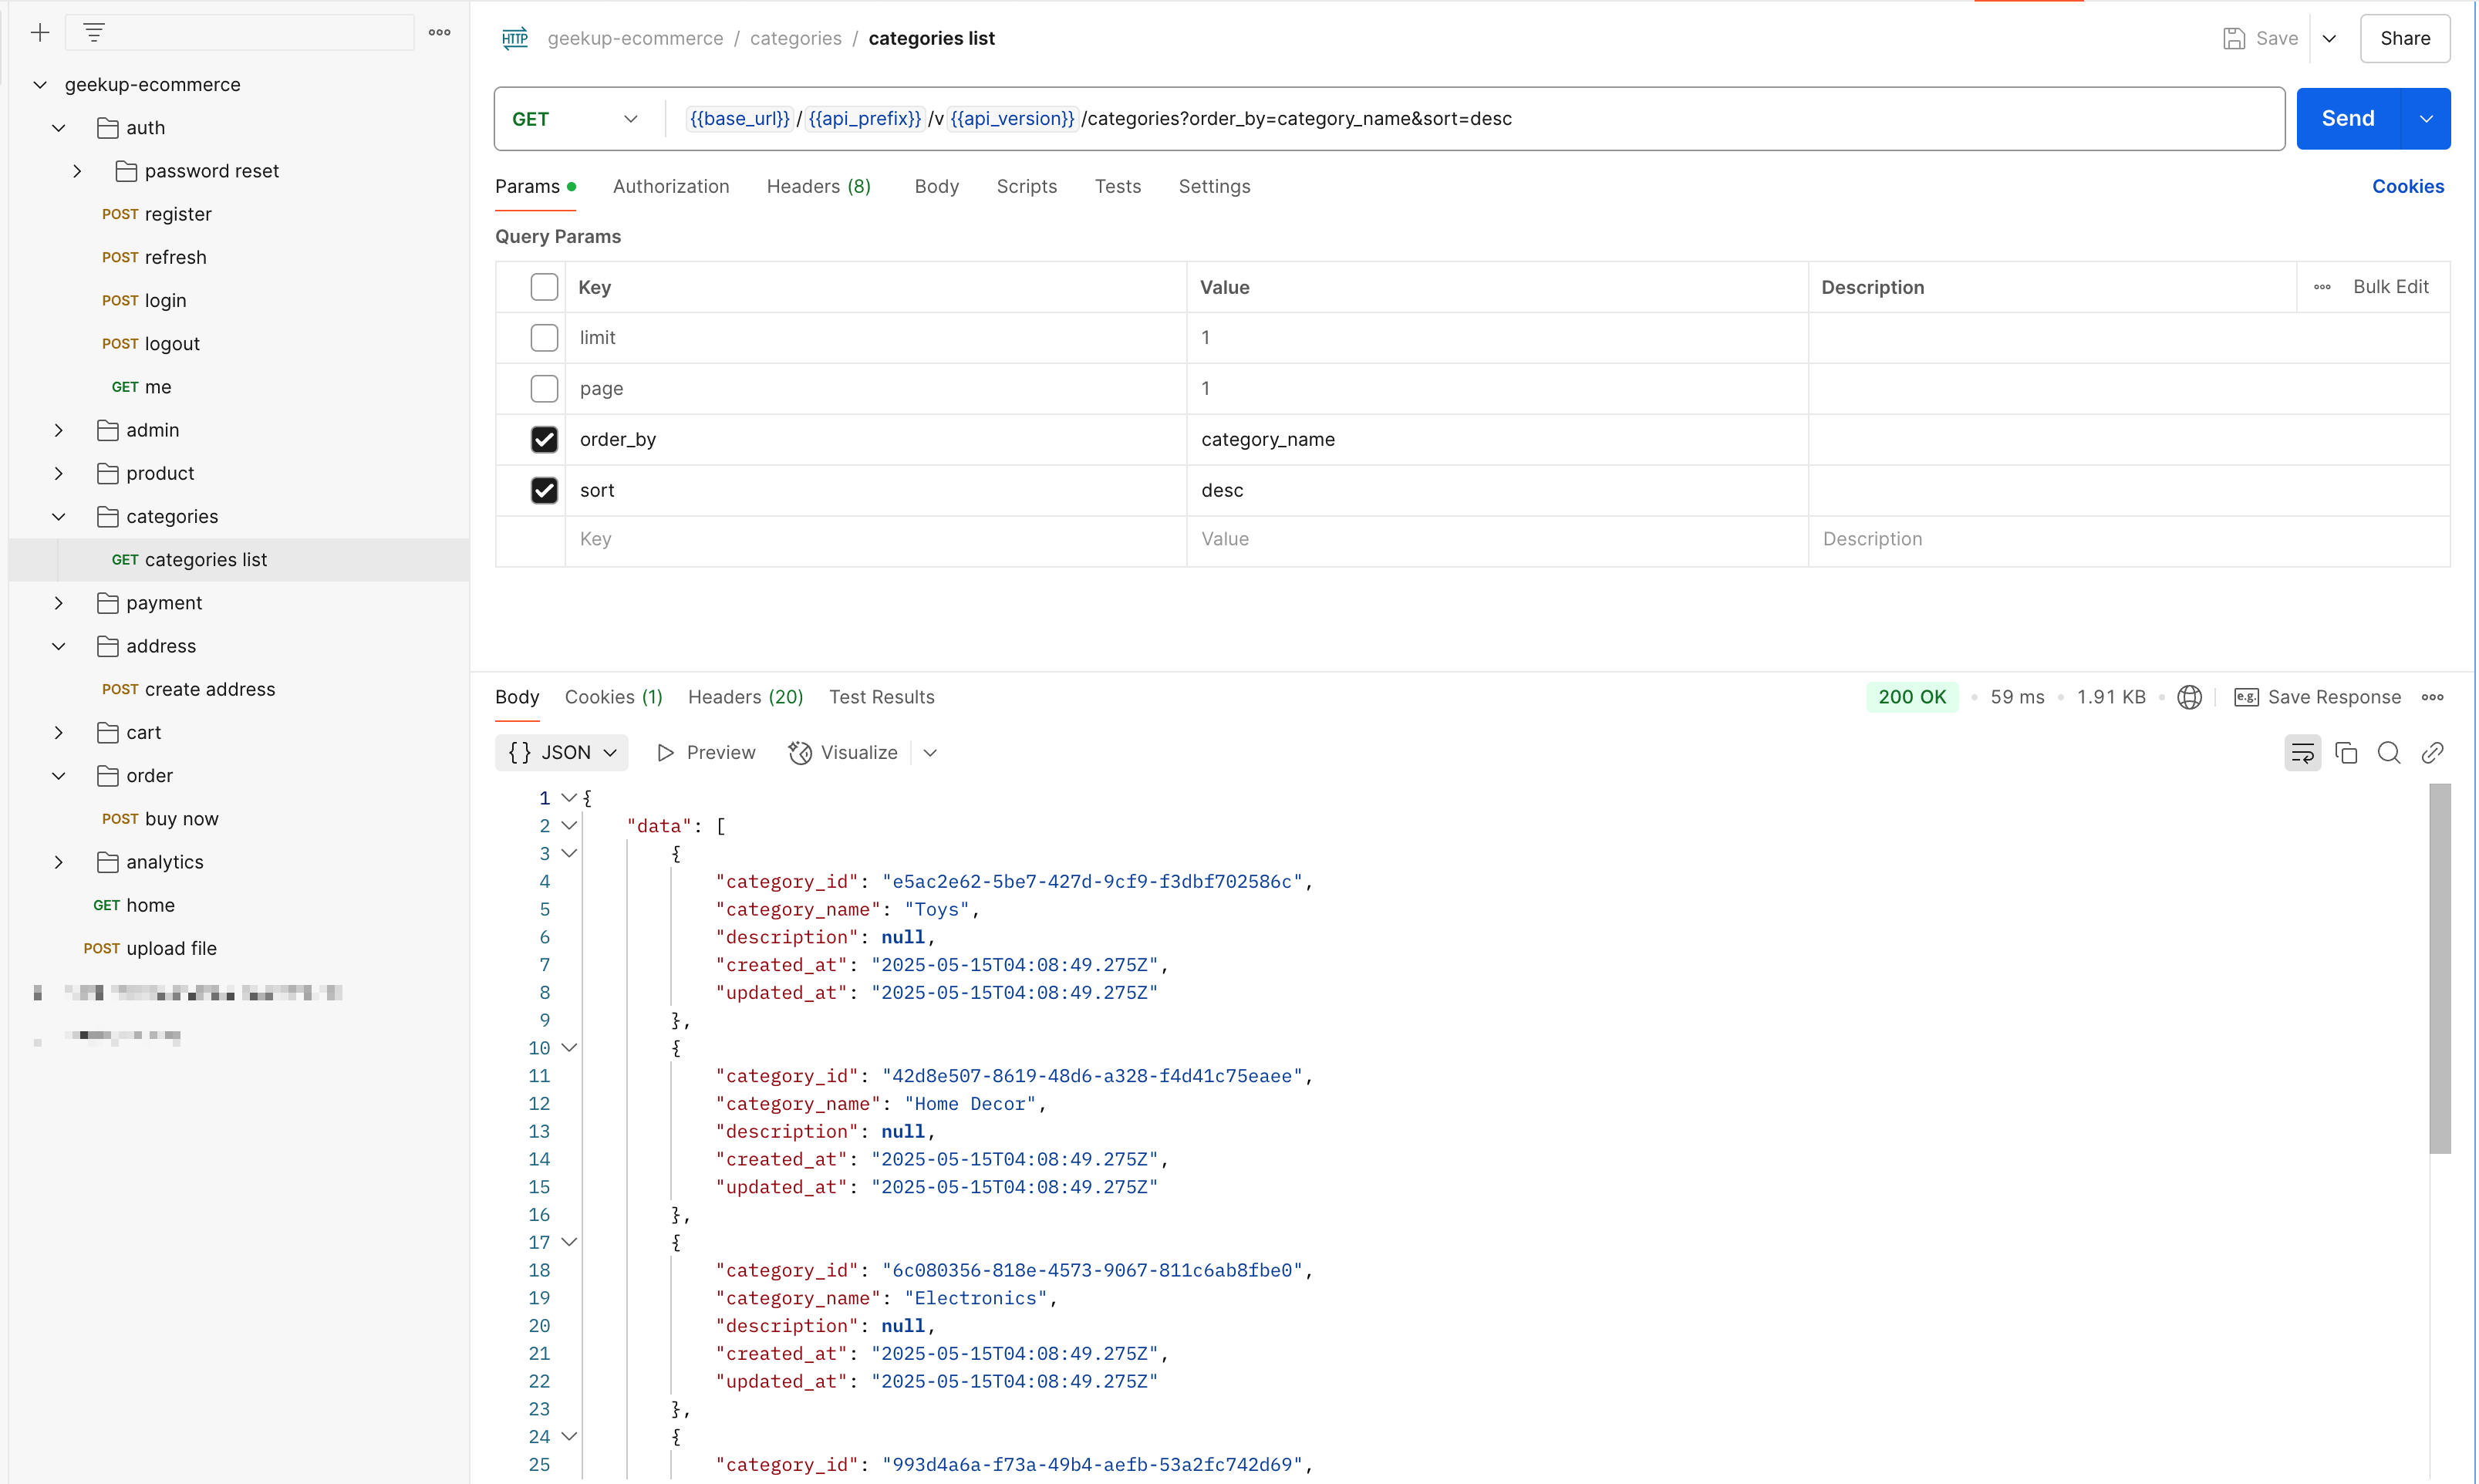 geekup-ecommerce
auth
password reset
POST register
POST refresh
POST login
POST logout
GET me
admin
product
categories
GET categories list
payment
address
POST create address
cart
order
POST buy now
analytics
GET home
POST upload file
HTTP geekup-ecommerce / categories / categories list
Save
Share
GET
{{base_url}}/{{api_prefix}}/v{{api_version}}/categories?order_by=category_name&sort=desc
Send
Params Authorization Headers (8) Body Scripts Tests Settings Cookies
Query Params
Key Value Description Bulk Edit
limit 1
page 1
order_by category_name
sort desc
Key Value Description
Body Cookies (1) Headers (20) Test Results 200 OK 59 ms 1.91 KB e.g. Save Response
{} JSON Preview Visualize
1 {
2 "data": [
3 {
4 "category_id": "e5ac2e62-5be7-427d-9cf9-f3dbf702586c",
5 "category_name": "Toys",
6 "description": null,
7 "created_at": "2025-05-15T04:08:49.275Z",
8 "updated_at": "2025-05-15T04:08:49.275Z"
9 },
10 {
11 "category_id": "42d8e507-8619-48d6-a328-f4d41c75eaee",
12 "category_name": "Home Decor",
13 "description": null,
14 "created_at": "2025-05-15T04:08:49.275Z",
15 "updated_at": "2025-05-15T04:08:49.275Z"
16 },
17 {
18 "category_id": "6c080356-818e-4573-9067-811c6ab8fbe0",
19 "category_name": "Electronics",
20 "description": null,
21 "created_at": "2025-05-15T04:08:49.275Z",
22 "updated_at": "2025-05-15T04:08:49.275Z"
23 },
24 {
25 "category_id": "993d4a6a-f73a-49b4-aefb-53a2fc742d69",